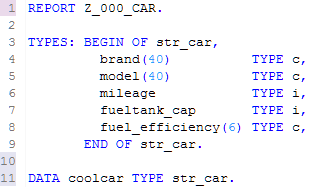 1 REPORT Z_000_CAR.
2
3 TYPES: BEGIN OF str_car,
4 brand(40) TYPE c,
5 model(40) TYPE c,
6 mileage TYPE i,
7 fueltank_cap TYPE i,
8 fuel_efficiency(6) TYPE c,
9 END OF str_car.
10
11 DATA coolcar TYPE str_car.